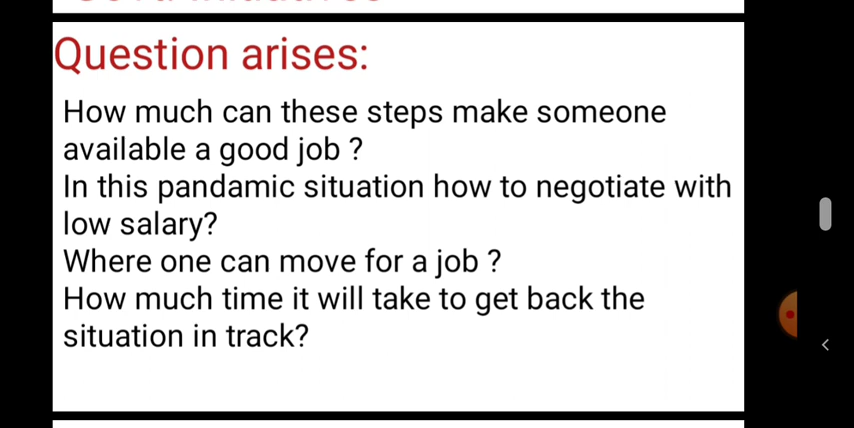 Question arises:
How much can these steps make someone
available a good job ?
In this pandamic situation how to negotiate with
low salary?
Where one can move for a job ?
How much time it will take to get back the
situation in track?